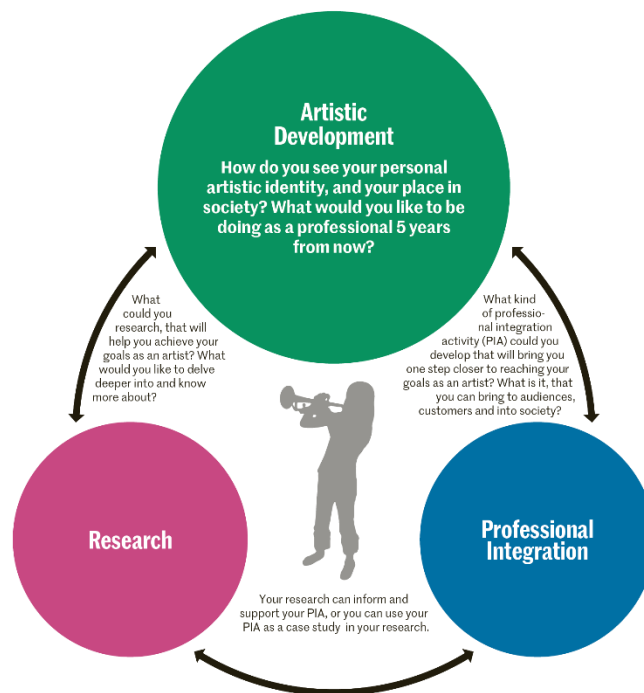 Artistic
Development
How do you see your personal
artistic identity, and your place in
society? What would you like to be
doing as a professional 5 years
from now?
What
could you
research, that will
help you achieve your
goals as an artist? What
would you like to delve
deeper into and know
more about?
What kind
of professio-
nal integration
activity (PIA) could you
develop that will bring you
one step closer to reaching your
goals as an artist? What is it, that
you can bring to audiences,
customers and into society?
Research
Professional
Integration
Your research can inform and
support your PIA, or you can use your
PIA as a case study in your research.